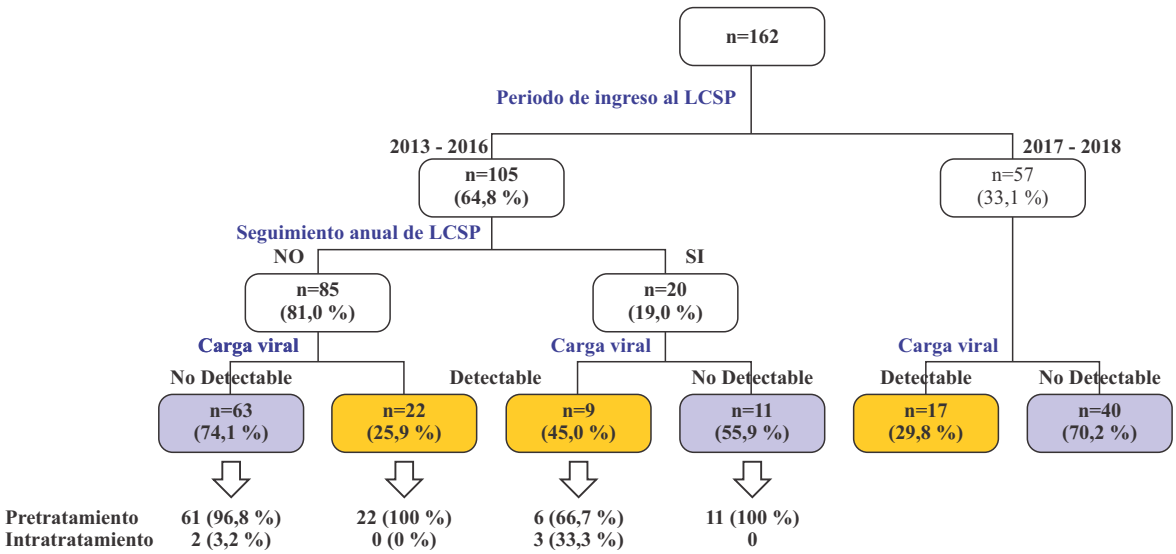 n=162
Periodo de ingreso al LCSP
2013 - 2016
2017 - 2018
n=105
(64,8 %)
n=57
(33,1 %)
Seguimiento anual de LCSP
NO
SI
n=85
(81,0 %)
n=20
(19,0 %)
Carga viral
Carga viral
Carga viral
No Detectable
Detectable
No Detectable
Detectable
No Detectable
n=63
(74,1 %)
n=22
(25,9 %)
n=9
(45,0 %)
n=11
(55,9 %)
n=17
(29,8 %)
n=40
(70,2 %)
Pretratamiento 61 (96,8 %) 22 (100 %) 6 (66,7 %) 11 (100 %)
Intratratamiento 2 (3,2 %) 0 (0 %) 3 (33,3 %) 0